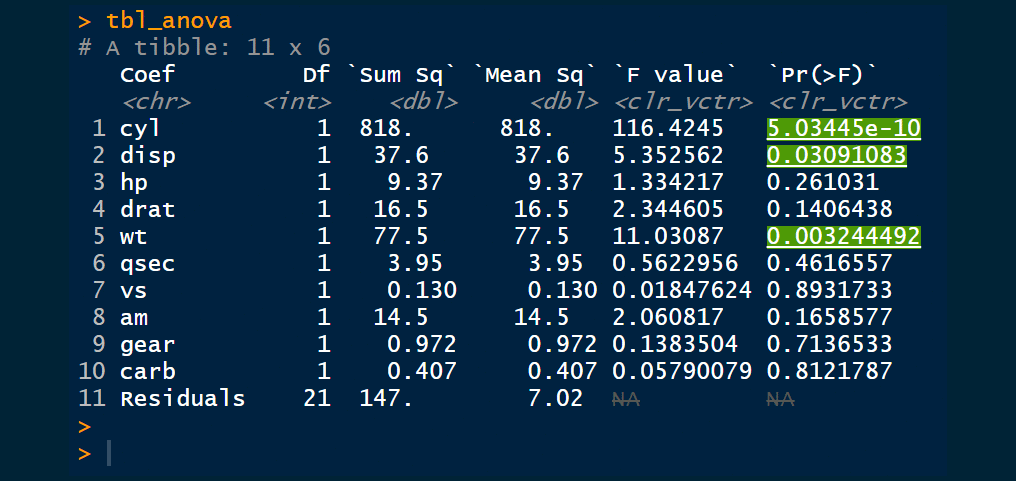 > tbl_anova
# A tibble: 11 x 6
   Coef         Df `Sum Sq` `Mean Sq` `F value`  `Pr(>F)`
   <chr>     <int>    <dbl>     <dbl> <clr_vctr> <clr_vctr>
 1 cyl           1  818.      818.    116.4245   5.03445e-10
 2 disp          1   37.6      37.6   5.352562   0.03091083
 3 hp            1    9.37      9.37  1.334217   0.261031
 4 drat          1   16.5      16.5   2.344605   0.1406438
 5 wt            1   77.5      77.5   11.03087   0.003244492
 6 qsec          1    3.95      3.95  0.5622956  0.4616557
 7 vs            1    0.130     0.130 0.01847624 0.8931733
 8 am            1   14.5      14.5   2.060817   0.1658577
 9 gear          1    0.972     0.972 0.1383504  0.7136533
10 carb          1    0.407     0.407 0.05790079 0.8121787
11 Residuals    21  147.        7.02  NA         NA
>
>